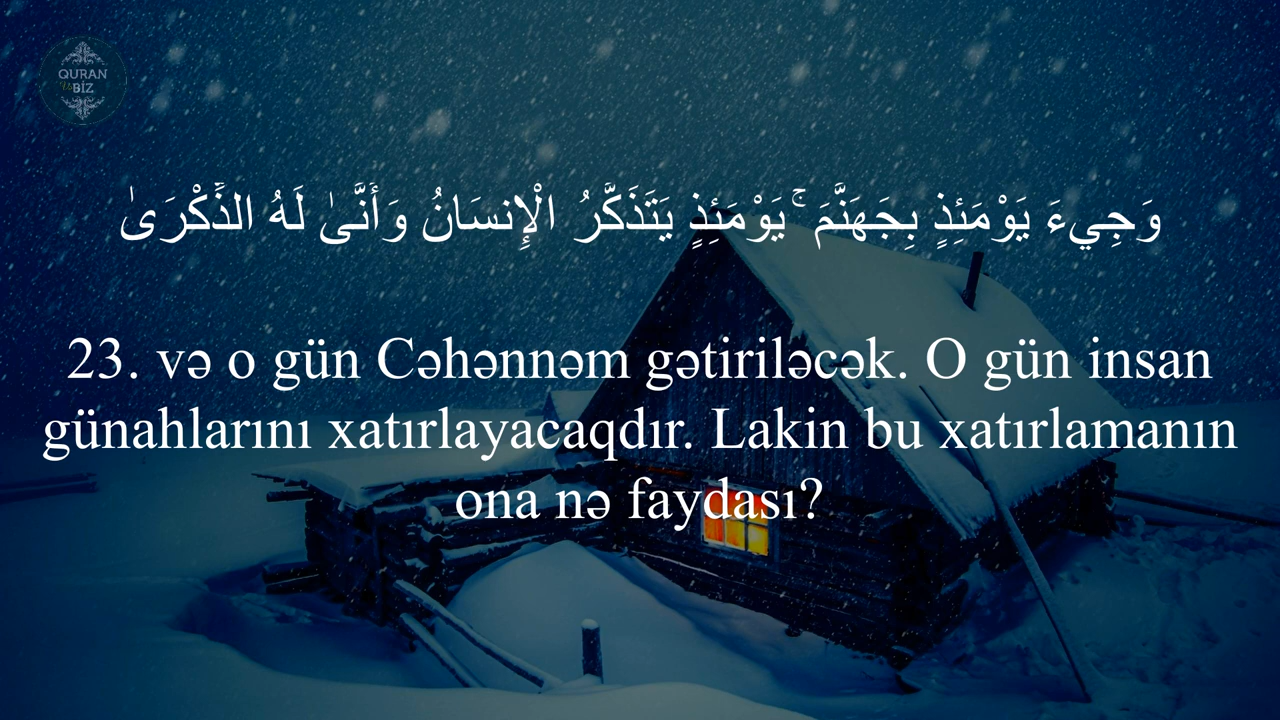 QURAN
Və BİZ
وَجِيءَ يَوْمَئِذٍ بِجَهَنَّمَ ۚ يَوْمَئِذٍ يَتَذَكَّرُ الْإِنسَانُ وَأَنَّىٰ لَهُ الذِّكْرَىٰ
23. və o gün Cəhənnəm gətiriləcək. O gün insan
günahlarını xatırlayacaqdır. Lakin bu xatırlamanın
ona nə faydası?